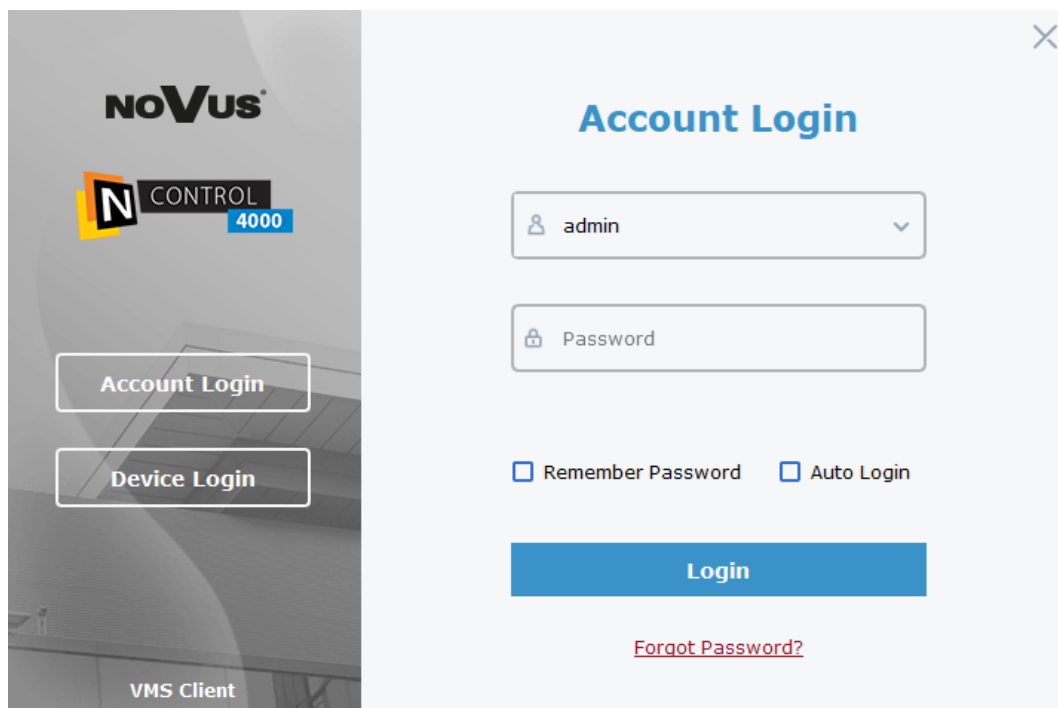 NOVUS®
N CONTROL
4000
Account Login
Device Login
VMS Client
Account Login
admin
Password
Remember Password Auto Login
Login
Forgot Password?